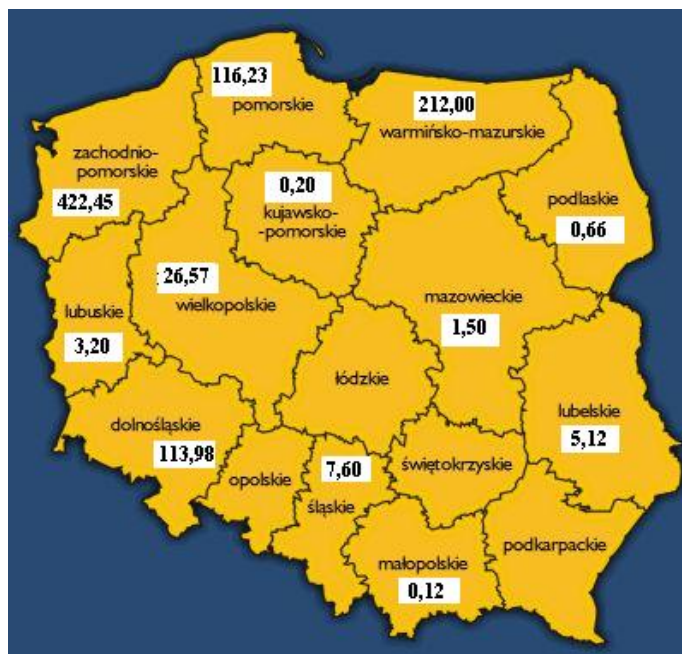 116,23
pomorskie
212,00
warmińsko-mazurskie
zachodnio-
pomorskie
422,45
0,20
kujawsko-
-pomorskie
podlaskie
0,66
26,57
wielkopolskie
mazowieckie
1,50
lubuskie
3,20
łódzkie
lubelskie
5,12
dolnośląskie
113,98
opolskie
7,60
śląskie
świętokrzyskie
małopolskie
0,12
podkarpackie